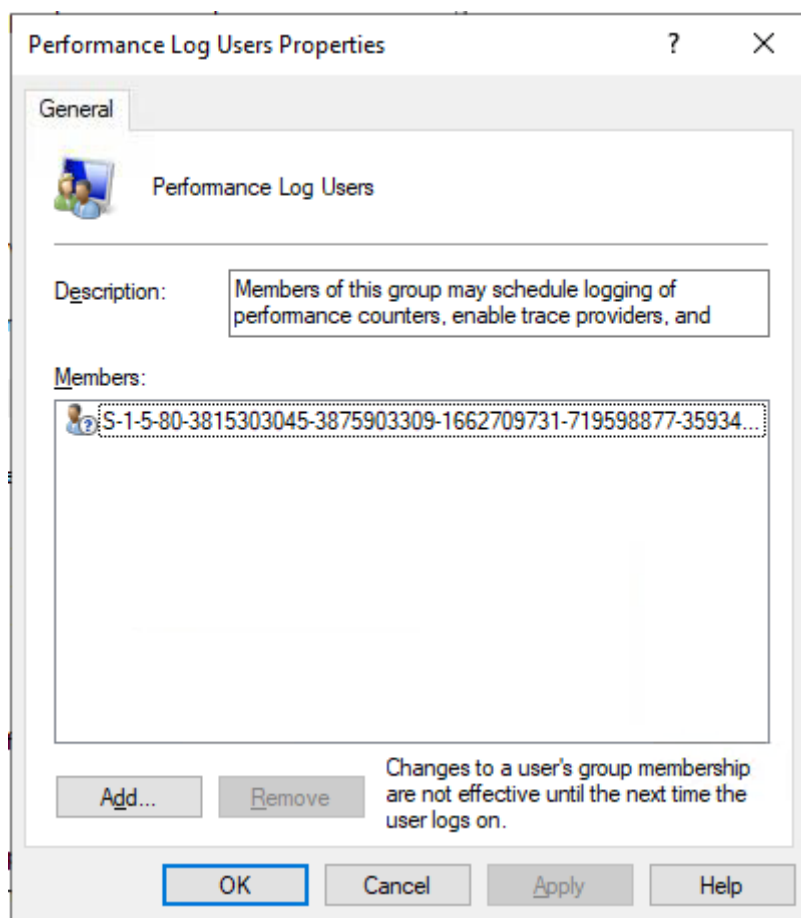 Performance Log Users Properties
?
General
Performance Log Users
Description:
Members of this group may schedule logging of
performance counters, enable trace providers, and
Members:
S-1-5-80-3815303045-3875903309-1662709731-719598877-35934...
Add...
Remove
Changes to a user's group membership
are not effective until the next time the
user logs on.
OK
Cancel
Apply
Help